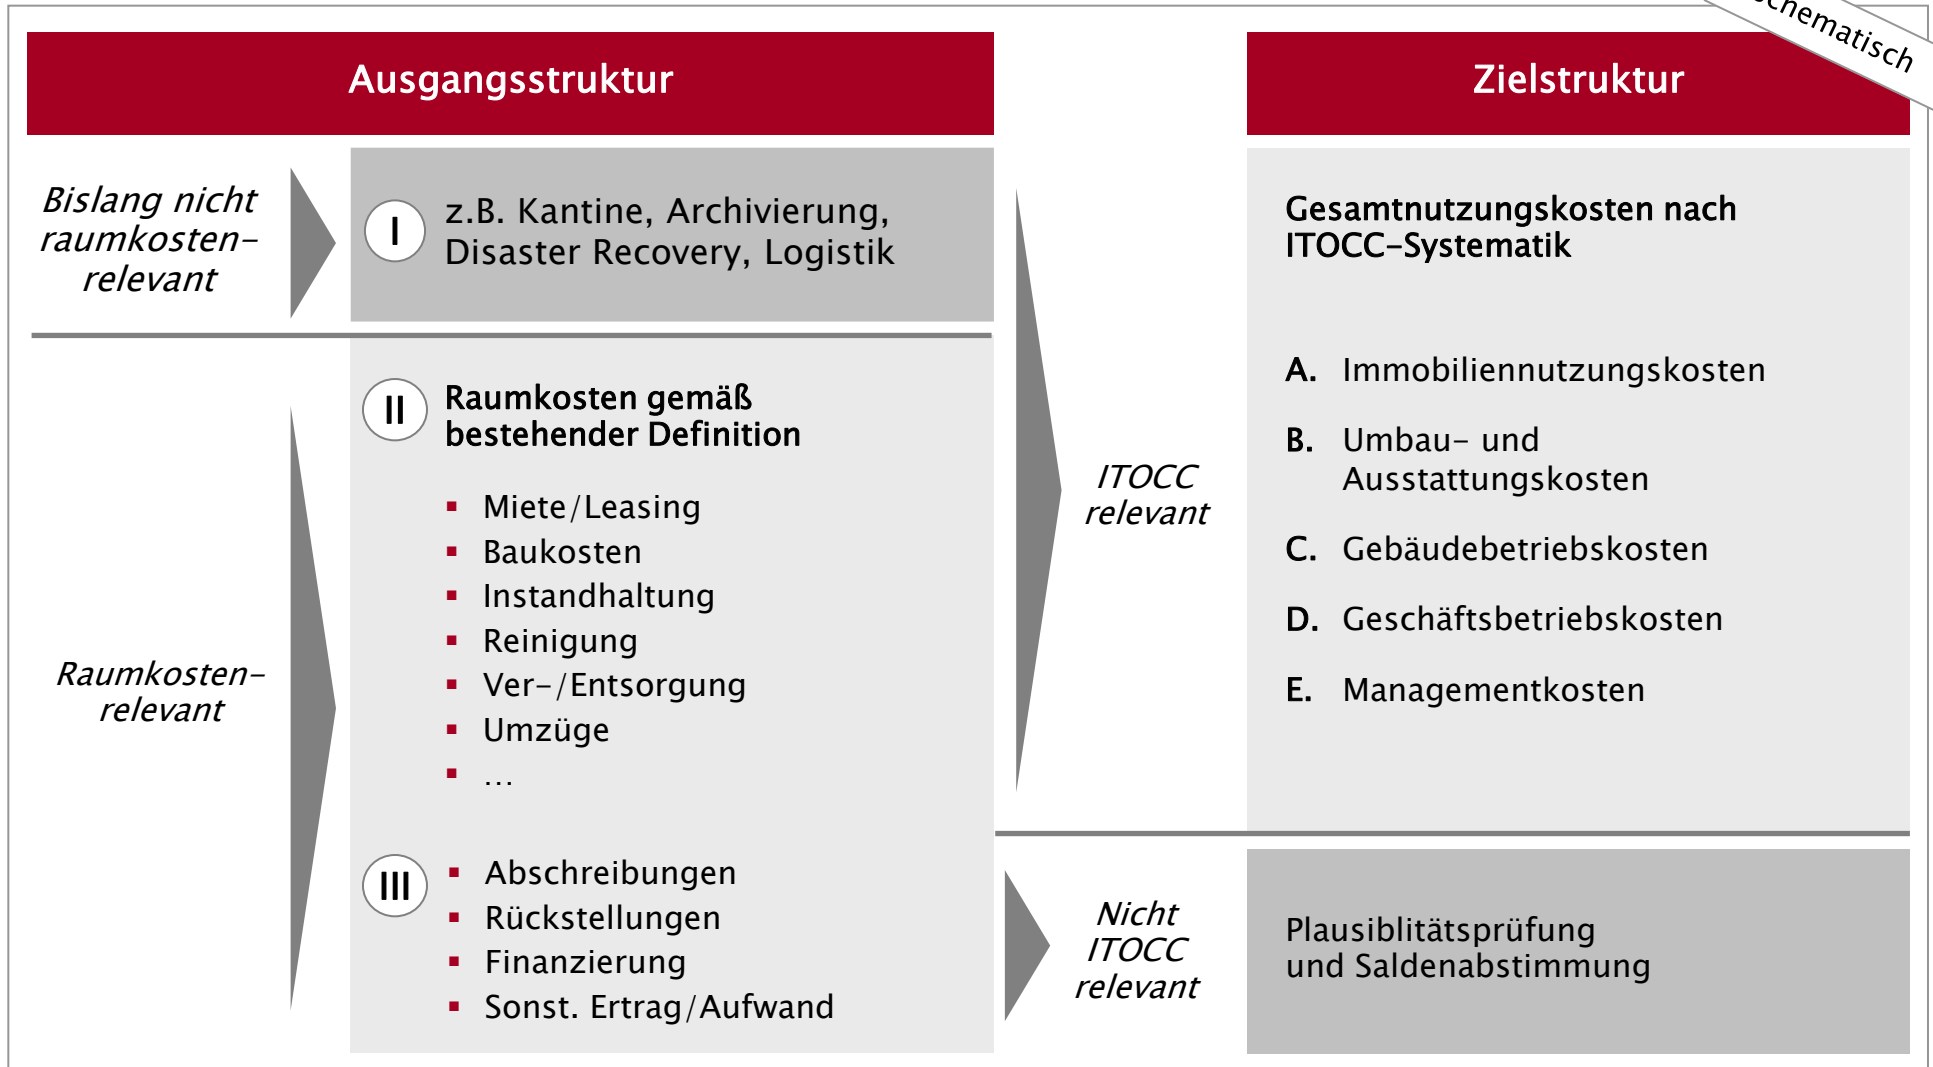 schematisch
Ausgangsstruktur
Zielstruktur
Bislang nicht
raumkosten-
relevant
I
z.B. Kantine, Archivierung,
Disaster Recovery, Logistik
Raumkosten-
relevant
II
Raumkosten gemäß
bestehender Definition
▪ Miete/Leasing
▪ Baukosten
▪ Instandhaltung
▪ Reinigung
▪ Ver-/Entsorgung
▪ Umzüge
▪ …
III
▪ Abschreibungen
▪ Rückstellungen
▪ Finanzierung
▪ Sonst. Ertrag/Aufwand
ITOCC
relevant
Nicht
ITOCC
relevant
Gesamtnutzungskosten nach
ITOCC-Systematik
A. Immobiliennutzungskosten
B. Umbau- und
Ausstattungskosten
C. Gebäudebetriebskosten
D. Geschäftsbetriebskosten
E. Managementkosten
Plausiblitätsprüfung
und Saldenabstimmung